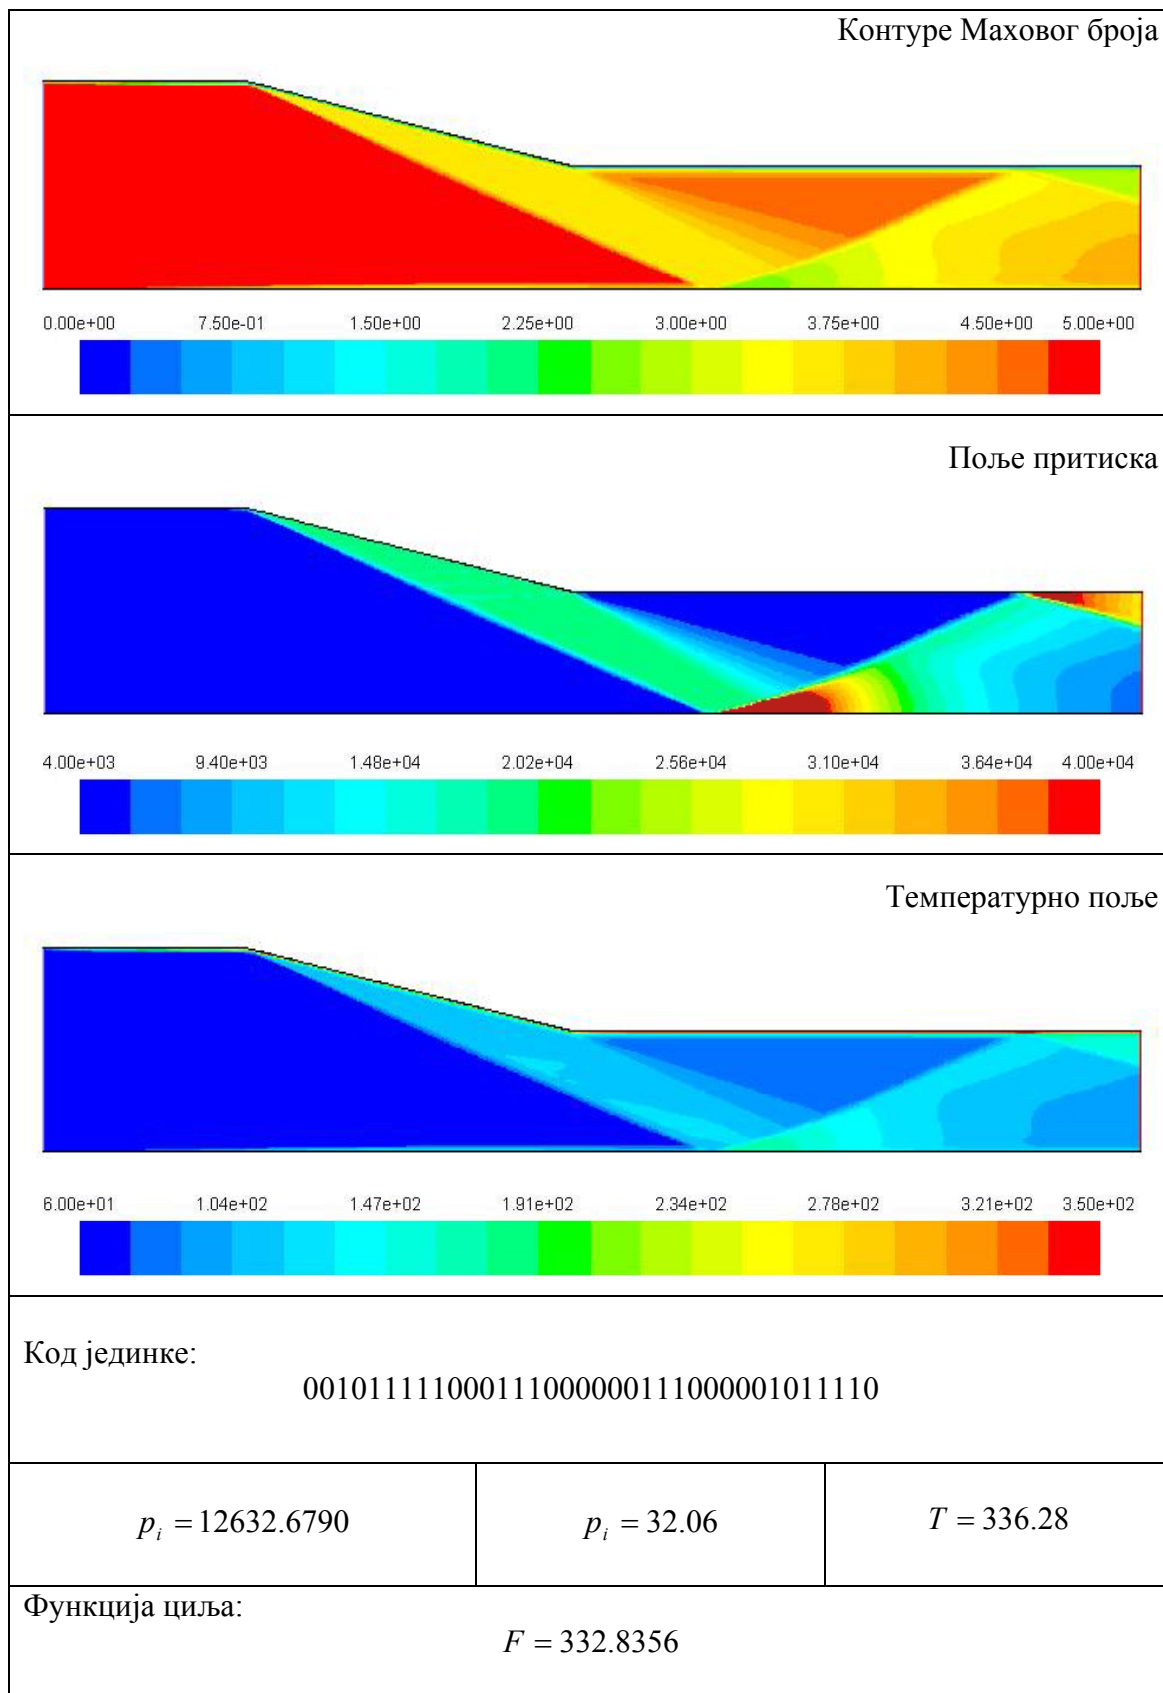 Контуре Маховог броја
0.00e+00 7.50e-01 1.50e+00 2.25e+00 3.00e+00 3.75e+00 4.50e+00 5.00e+00
Поље притиска
4.00e+03 9.40e+03 1.48e+04 2.02e+04 2.56e+04 3.10e+04 3.64e+04 4.00e+04
Температурно поље
6.00e+01 1.04e+02 1.47e+02 1.91e+02 2.34e+02 2.78e+02 3.21e+02 3.50e+02
Код јединке:
00101111100011100000011100000101​1110
p_i = 12632.6790 p_i = 32.06 T = 336.28
Функција циља:
F = 332.8356